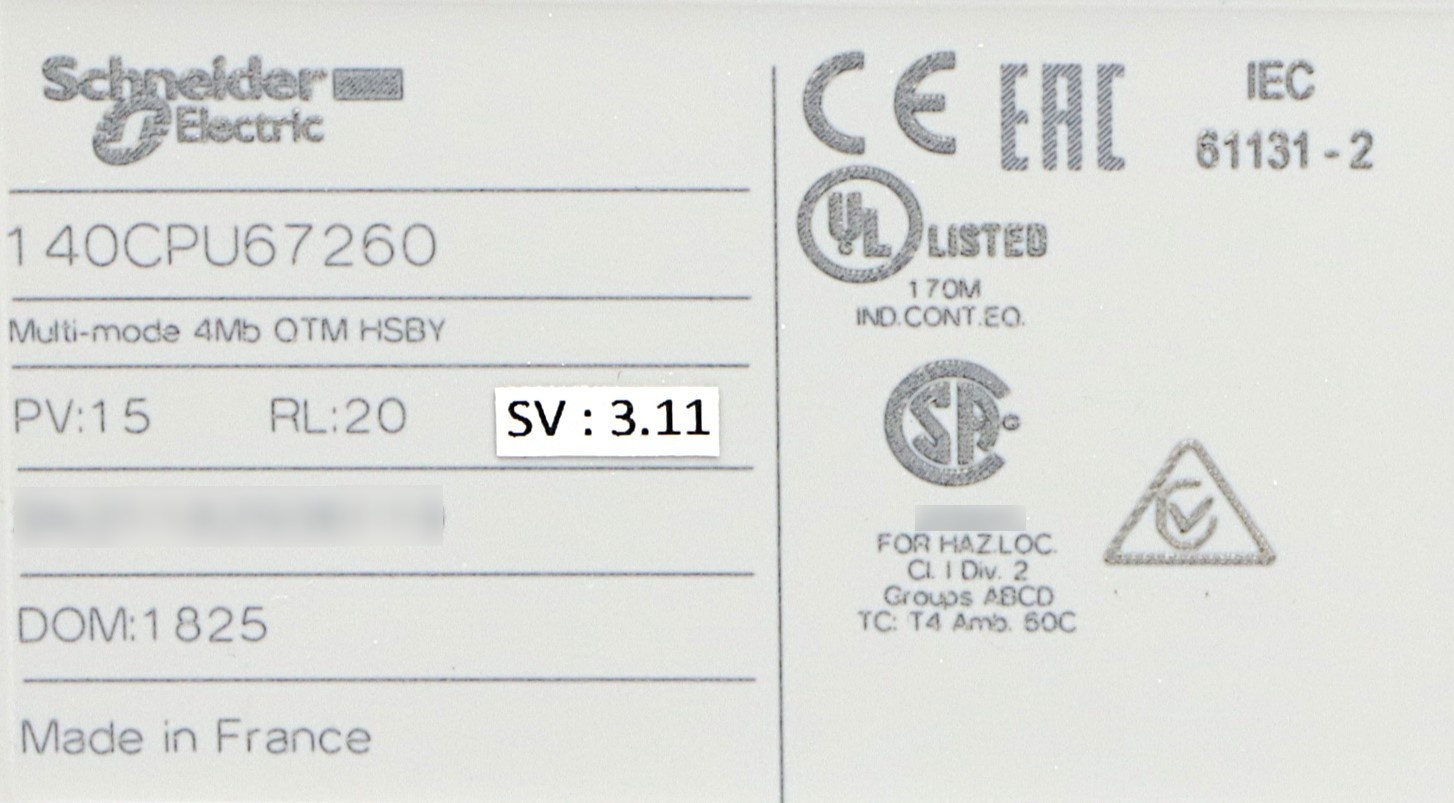 Schneider
Electric
140CPU67260
Multi-mode 4Mb QTM HSBY
PV:15 RL:20 SV : 3.11
DOM:1825
Made in France
CE EAC IEC
61131 - 2
UL LISTED
170M
IND.CONT.EQ.
FOR HAZ.LOC.
Cl. I Div. 2
Groups ABCD
TC: T4 Amb. 60C